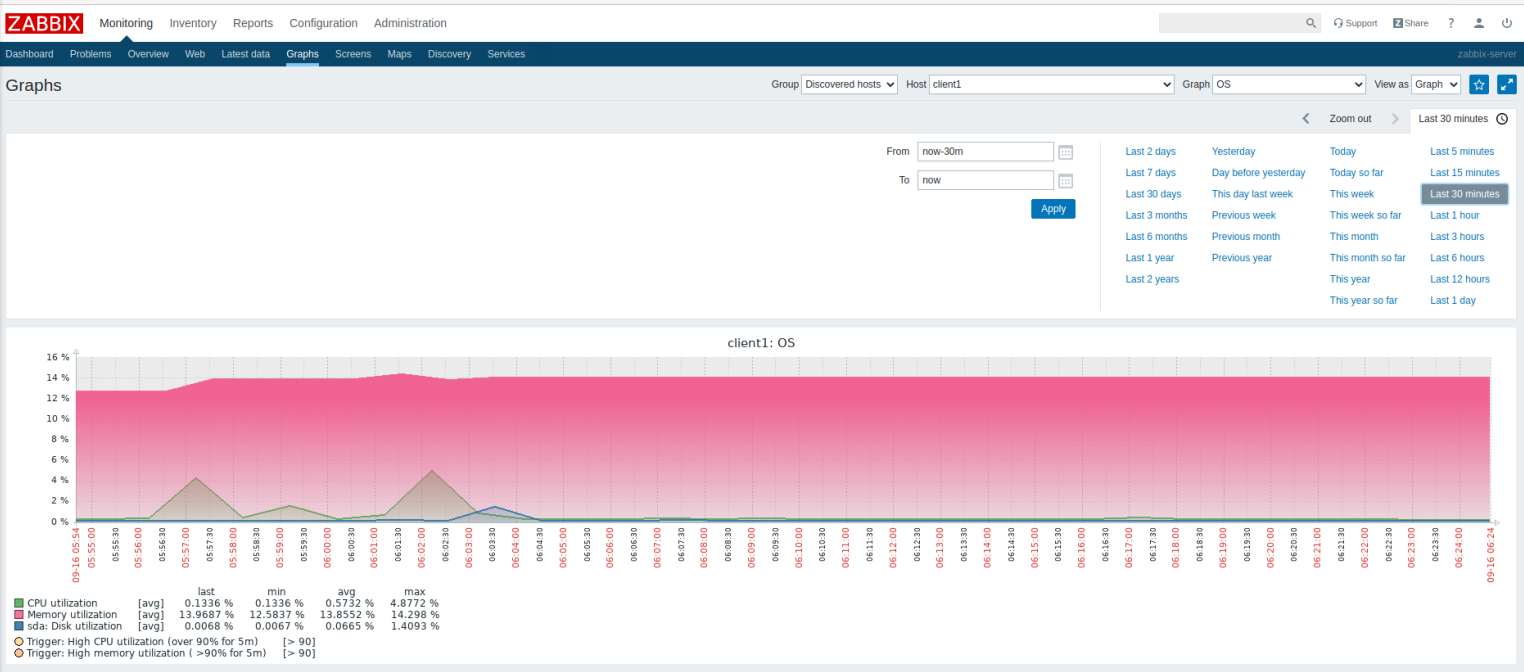 ZABBIX Monitoring Inventory Reports Configuration Administration Support Z Share ?
Dashboard Problems Overview Web Latest data Graphs Screens Maps Discovery Services zabbix-server
Graphs Group Discovered hosts Host client1 Graph OS View as Graph
Zoom out Last 30 minutes
From now-30m Last 2 days Yesterday Today Last 5 minutes
Last 7 days Day before yesterday Today so far Last 15 minutes
To now Last 30 days This day last week This week Last 30 minutes
Apply Last 3 months Previous week This week so far Last 1 hour
Last 6 months Previous month This month Last 3 hours
Last 1 year Previous year This month so far Last 6 hours
Last 2 years This year Last 12 hours
This year so far Last 1 day
client1: OS
16 %
14 %
12 %
10 %
8 %
6 %
4 %
2 %
0 %
09-16 05:54 05:55:00 05:55:30 05:56:00 05:56:30 05:57:00 05:57:30 05:58:00 05:58:30 05:59:00 05:59:30 06:00:00 06:00:30 06:01:00 06:01:30 06:02:00 06:02:30 06:03:00 06:03:30 06:04:00 06:04:30 06:05:00 06:05:30 06:06:00 06:06:30 06:07:00 06:07:30 06:08:00 06:08:30 06:09:00 06:09:30 06:10:00 06:10:30 06:11:00 06:11:30 06:12:00 06:12:30 06:13:00 06:13:30 06:14:00 06:14:30 06:15:00 06:15:30 06:16:00 06:16:30 06:17:00 06:17:30 06:18:00 06:18:30 06:19:00 06:19:30 06:20:00 06:20:30 06:21:00 06:21:30 06:22:00 06:22:30 06:23:00 06:23:30 06:24:00 09-16 06:24
last min avg max
CPU utilization [avg] 0.1336 % 0.1336 % 0.5732 % 4.8772 %
Memory utilization [avg] 13.9687 % 12.5837 % 13.8552 % 14.298 %
sda: Disk utilization [avg] 0.0068 % 0.0067 % 0.0665 % 1.4093 %
Trigger: High CPU utilization (over 90% for 5m) [> 90]
Trigger: High memory utilization ( >90% for 5m) [> 90]